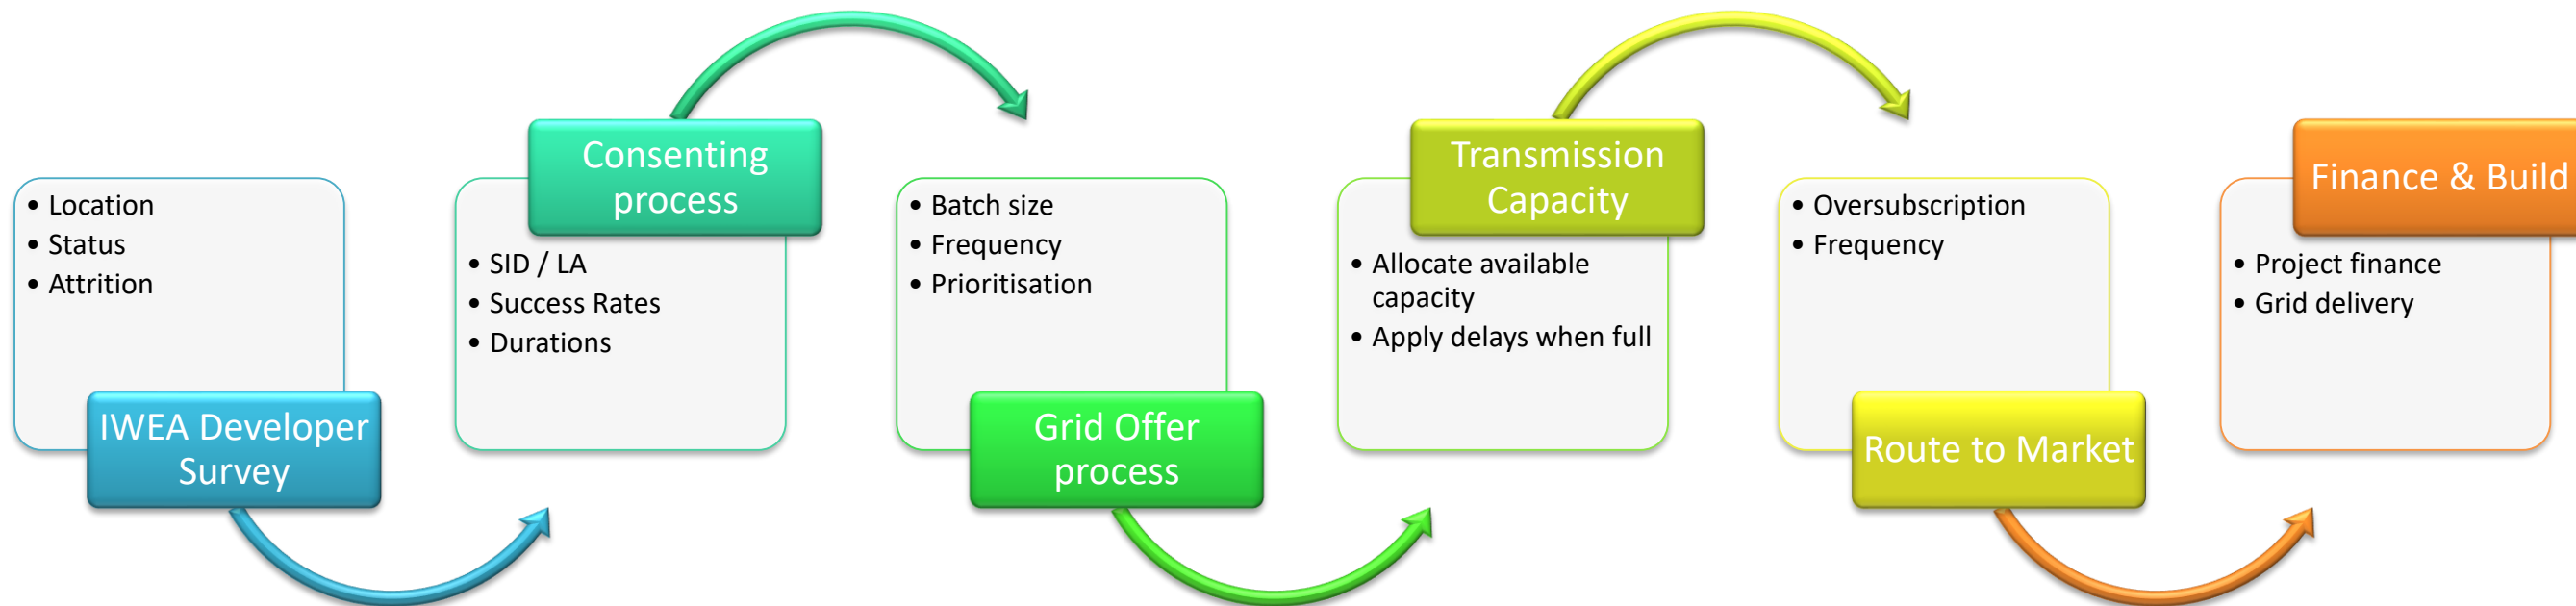 • Location
• Status
• Attrition
IWEA Developer
Survey
Consenting
process
• SID / LA
• Success Rates
• Durations
• Batch size
• Frequency
• Prioritisation
Grid Offer
process
Transmission
Capacity
• Allocate available
capacity
• Apply delays when full
• Oversubscription
• Frequency
Route to Market
Finance & Build
• Project finance
• Grid delivery